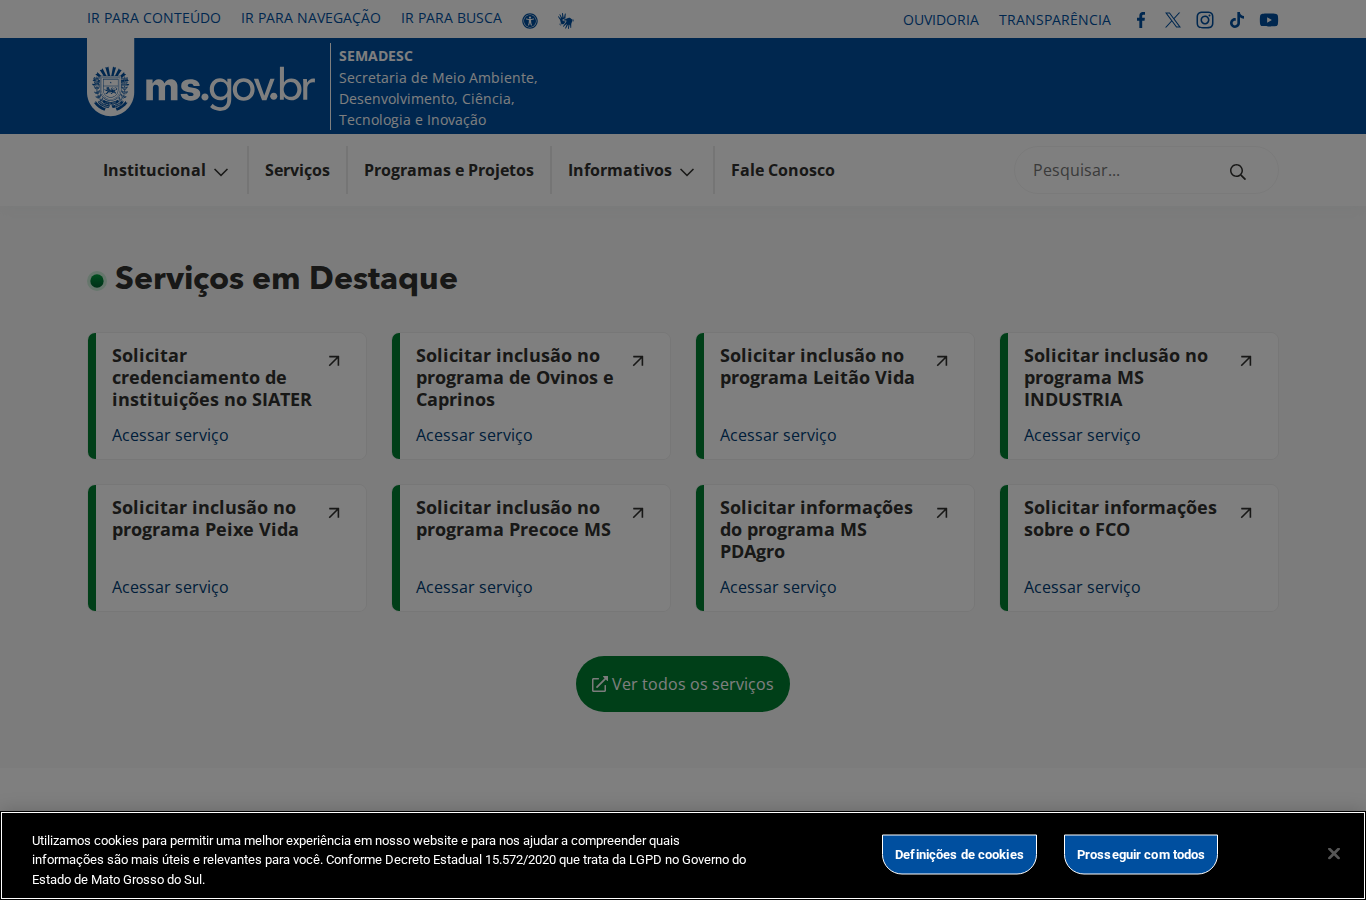 IR PARA CONTEÚDO IR PARA NAVEGAÇÃO IR PARA BUSCA OUVIDORIA TRANSPARÊNCIA
ms.gov.br
SEMADESC
Secretaria de Meio Ambiente,
Desenvolvimento, Ciência,
Tecnologia e Inovação
Institucional Serviços Programas e Projetos Informativos Fale Conosco Pesquisar...
Serviços em Destaque
Solicitar
credenciamento de
instituições no SIATER
Acessar serviço
Solicitar inclusão no
programa de Ovinos e
Caprinos
Acessar serviço
Solicitar inclusão no
programa Leitão Vida
Acessar serviço
Solicitar inclusão no
programa MS
INDUSTRIA
Acessar serviço
Solicitar inclusão no
programa Peixe Vida
Acessar serviço
Solicitar inclusão no
programa Precoce MS
Acessar serviço
Solicitar informações
do programa MS
PDAgro
Acessar serviço
Solicitar informações
sobre o FCO
Acessar serviço
Ver todos os serviços
Utilizamos cookies para permitir uma melhor experiência em nosso website e para nos ajudar a compreender quais
informações são mais úteis e relevantes para você. Conforme Decreto Estadual 15.572/2020 que trata da LGPD no Governo do
Estado de Mato Grosso do Sul.
Definições de cookies
Prosseguir com todos